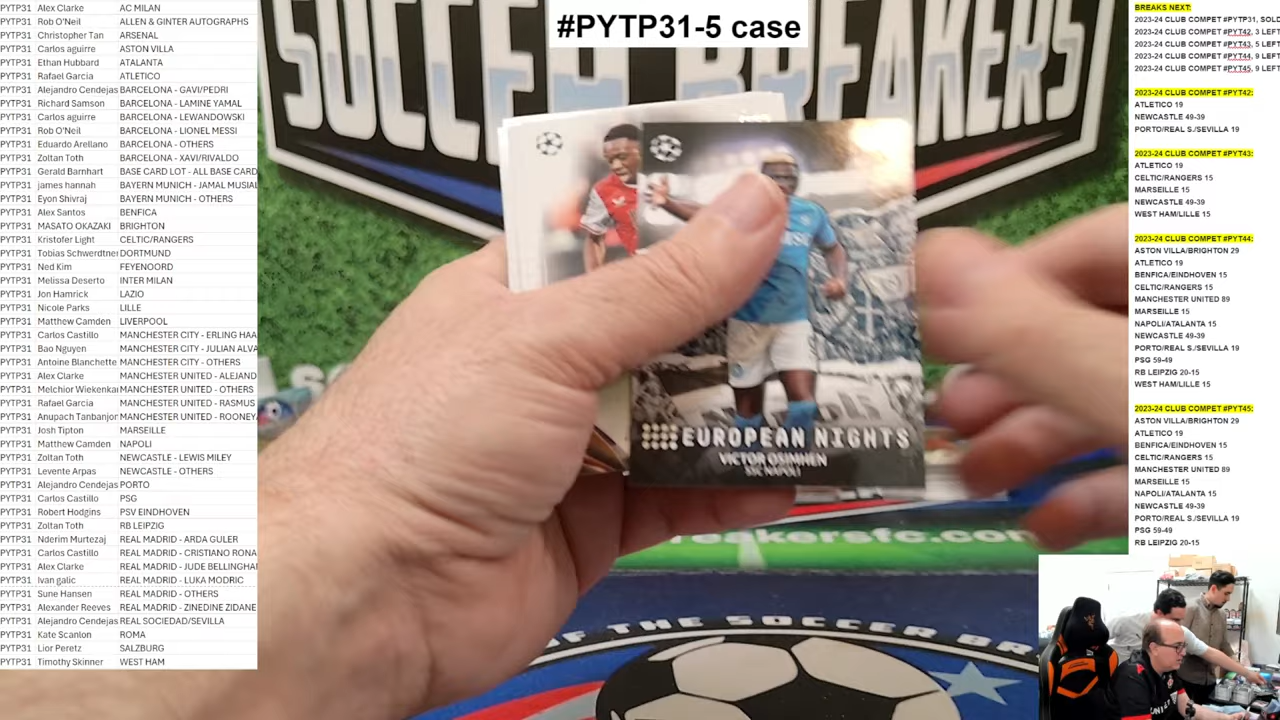 #PYTP31-5 case
PYTP31 Alex Clarke AC MILAN
PYTP31 Rob O'Neil ALLEN & GINTER AUTOGRAPHS
PYTP31 Christopher Tan ARSENAL
PYTP31 Carlos aguirre ASTON VILLA
PYTP31 Ethan Hubbard ATALANTA
PYTP31 Rafael Garcia ATLETICO
PYTP31 Alejandro Cendejas BARCELONA - GAVI/PEDRI
PYTP31 Richard Samson BARCELONA - LAMINE YAMAL
PYTP31 Carlos aguirre BARCELONA - LEWANDOWSKI
PYTP31 Rob O'Neil BARCELONA - LIONEL MESSI
PYTP31 Eduardo Arellano BARCELONA - OTHERS
PYTP31 Zoltan Toth BARCELONA - XAVI/RIVALDO
PYTP31 Gerald Barnhart BASE CARD LOT - ALL BASE CARD
PYTP31 james hannah BAYERN MUNICH - JAMAL MUSIAL
PYTP31 Eyon Shivraj BAYERN MUNICH - OTHERS
PYTP31 Alex Santos BENFICA
PYTP31 MASATO OKAZAKI BRIGHTON
PYTP31 Kristofer Light CELTIC/RANGERS
PYTP31 Tobias Schwerdtner DORTMUND
PYTP31 Ned Kim FEYENOORD
PYTP31 Melissa Deserto INTER MILAN
PYTP31 Jon Hamrick LAZIO
PYTP31 Nicole Parks LILLE
PYTP31 Matthew Camden LIVERPOOL
PYTP31 Carlos Castillo MANCHESTER CITY - ERLING HAA
PYTP31 Bao Nguyen MANCHESTER CITY - JULIAN ALVA
PYTP31 Antoine Blanchette MANCHESTER CITY - OTHERS
PYTP31 Alex Clarke MANCHESTER UNITED - ALEJAND
PYTP31 Melchior Wiekenkar MANCHESTER UNITED - OTHERS
PYTP31 Rafael Garcia MANCHESTER UNITED - RASMUS
PYTP31 Anupach Tanbanjon MANCHESTER UNITED - ROONEY
PYTP31 Josh Tipton MARSEILLE
PYTP31 Matthew Camden NAPOLI
PYTP31 Zoltan Toth NEWCASTLE - LEWIS MILEY
PYTP31 Levente Arpas NEWCASTLE - OTHERS
PYTP31 Alejandro Cendejas PORTO
PYTP31 Carlos Castillo PSG
PYTP31 Robert Hodgins PSV EINDHOVEN
PYTP31 Zoltan Toth RB LEIPZIG
PYTP31 Nderim Murtezaj REAL MADRID - ARDA GULER
PYTP31 Carlos Castillo REAL MADRID - CRISTIANO RONA
PYTP31 Alex Clarke REAL MADRID - JUDE BELLINGHA
PYTP31 Ivan galic REAL MADRID - LUKA MODRIC
PYTP31 Sune Hansen REAL MADRID - OTHERS
PYTP31 Alexander Reeves REAL MADRID - ZINEDINE ZIDANE
PYTP31 Alejandro Cendejas REAL SOCIEDAD/SEVILLA
PYTP31 Kate Scanlon ROMA
PYTP31 Lior Peretz SALZBURG
PYTP31 Timothy Skinner WEST HAM
SOCCER BREAKERS
EUROPEAN NIGHTS
VICTOR OSIMHEN
SSC NAPOLI
OF THE SOCCER BR
BREAKS NEXT:
2023-24 CLUB COMPET #PYTP31, SOLD
2023-24 CLUB COMPET #PYT42, 3 LEFT
2023-24 CLUB COMPET #PYT43, 5 LEFT
2023-24 CLUB COMPET #PYT44, 9 LEFT
2023-24 CLUB COMPET #PYT45, 9 LEFT
2023-24 CLUB COMPET #PYT42:
ATLETICO 19
NEWCASTLE 49-39
PORTO/REAL S./SEVILLA 19
2023-24 CLUB COMPET #PYT43:
ATLETICO 19
CELTIC/RANGERS 15
MARSEILLE 15
NEWCASTLE 49-39
WEST HAM/LILLE 15
2023-24 CLUB COMPET #PYT44:
ASTON VILLA/BRIGHTON 29
ATLETICO 19
BENFICA/EINDHOVEN 15
CELTIC/RANGERS 15
MANCHESTER UNITED 89
MARSEILLE 15
NAPOLI/ATALANTA 15
NEWCASTLE 49-39
PORTO/REAL S./SEVILLA 19
PSG 59-49
RB LEIPZIG 20-15
WEST HAM/LILLE 15
2023-24 CLUB COMPET #PYT45:
ASTON VILLA/BRIGHTON 29
ATLETICO 19
BENFICA/EINDHOVEN 15
CELTIC/RANGERS 15
MANCHESTER UNITED 89
MARSEILLE 15
NAPOLI/ATALANTA 15
NEWCASTLE 49-39
PORTO/REAL S./SEVILLA 19
PSG 59-49
RB LEIPZIG 20-15